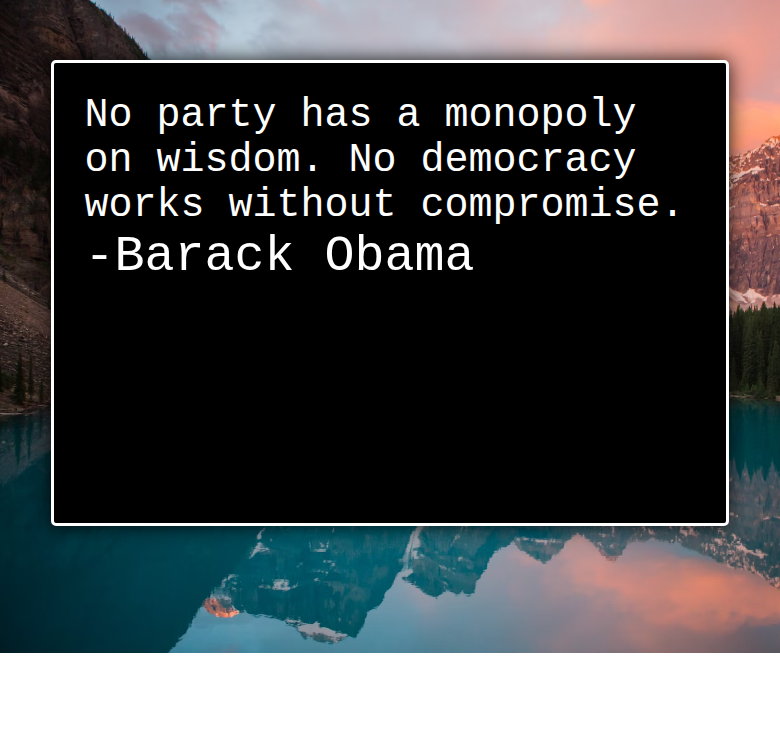 No party has a monopoly
on wisdom. No democracy
works without compromise.
-Barack Obama